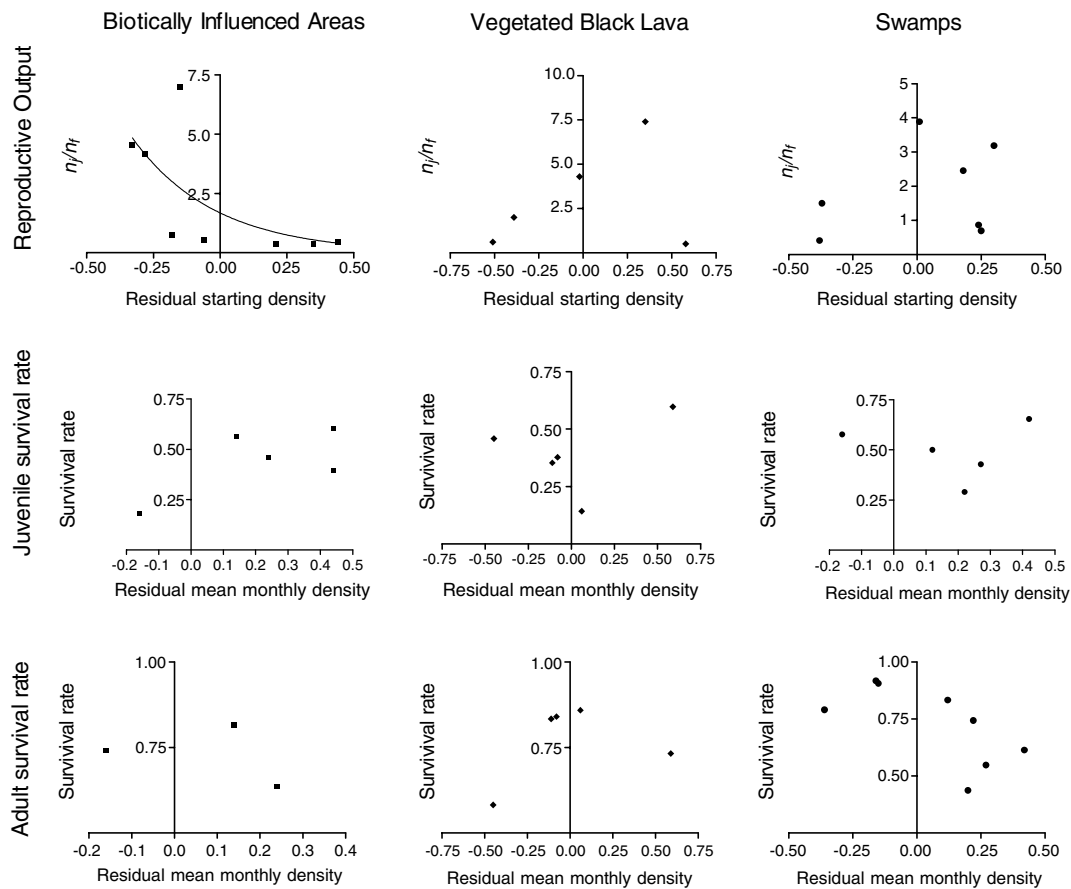 Biotically Influenced Areas
Vegetated Black Lava
Swamps
Reproductive Output
nj/nf
7.5
5.0
2.5
-0.50 -0.25 0.00 0.25 0.50
Residual starting density
nj/nf
10.0
7.5
5.0
2.5
-0.75 -0.50 -0.25 0.00 0.25 0.50 0.75
Residual starting density
nj/nf
5
4
3
2
1
-0.50 -0.25 0.00 0.25 0.50
Residual starting density
Juvenile survival rate
Survival rate
0.75
0.50
0.25
-0.2 -0.1 0.0 0.1 0.2 0.3 0.4 0.5
Residual mean monthly density
Survivival rate
0.75
0.50
0.25
-0.75 -0.50 -0.25 0.00 0.25 0.50 0.75
Residual mean monthly density
Survival rate
0.75
0.50
0.25
-0.2 -0.1 0.0 0.1 0.2 0.3 0.4 0.5
Residual mean monthly density
Adult survival rate
Survival rate
1.00
0.75
-0.2 -0.1 0.0 0.1 0.2 0.3 0.4
Residual mean monthly density
Survival rate
1.00
0.75
-0.75 -0.50 -0.25 0.00 0.25 0.50 0.75
Residual mean monthly density
Survival rate
1.00
0.75
0.50
-0.50 -0.25 0.00 0.25 0.50
Residual mean monthly density